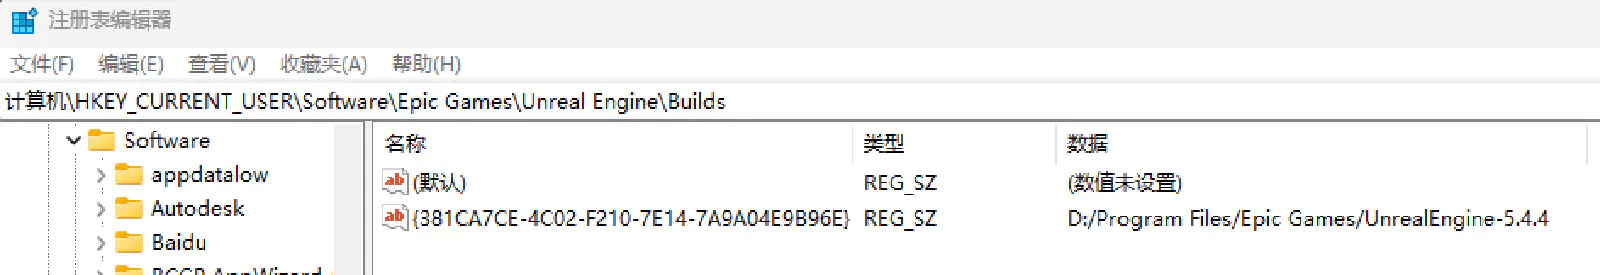 注册表编辑器
文件(F) 编辑(E) 查看(V) 收藏夹(A) 帮助(H)
计算机\HKEY_CURRENT_USER\Software\Epic Games\Unreal Engine\Builds
Software
appdatalow
Autodesk
Baidu
BCGP AppWizard
名称 类型 数据
(默认) REG_SZ (数值未设置)
{381CA7CE-4C02-F210-7E14-7A9A04E9B96E} REG_SZ D:/Program Files/Epic Games/UnrealEngine-5.4.4